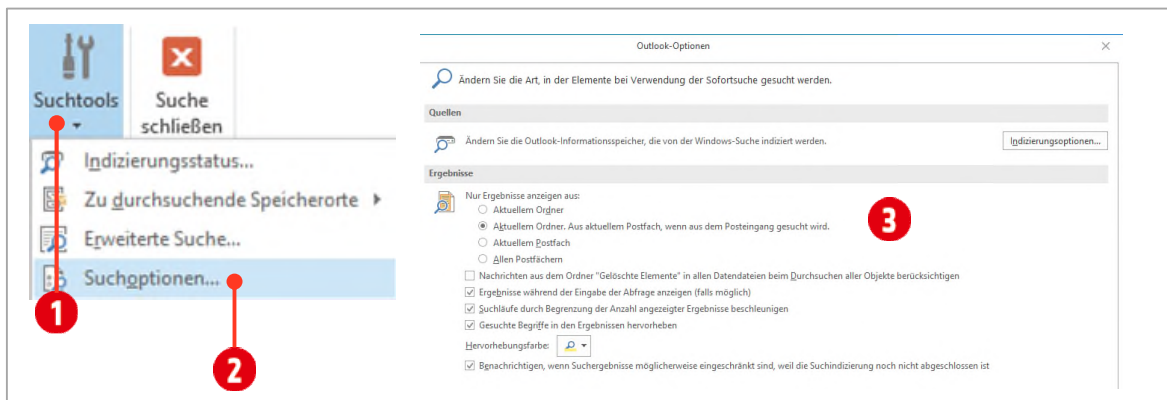 Suchtools
Suche schließen
Indizierungsstatus...
Zu durchsuchende Speicherorte
Erweiterte Suche...
Suchoptionen...
1
2
Outlook-Optionen
Ändern Sie die Art, in der Elemente bei Verwendung der Sofortsuche gesucht werden.
Quellen
Ändern Sie die Outlook-Informationsspeicher, die von der Windows-Suche indiziert werden.
Indizierungsoptionen...
Ergebnisse
Nur Ergebnisse anzeigen aus:
Aktuellem Ordner
Aktuellem Ordner. Aus aktuellem Postfach, wenn aus dem Posteingang gesucht wird.
3
Aktuellem Postfach
Allen Postfächern
Nachrichten aus dem Ordner "Gelöschte Elemente" in allen Datendateien beim Durchsuchen aller Objekte berücksichtigen
Ergebnisse während der Eingabe der Abfrage anzeigen (falls möglich)
Suchläufe durch Begrenzung der Anzahl angezeigter Ergebnisse beschleunigen
Gesuchte Begriffe in den Ergebnissen hervorheben
Hervorhebungsfarbe:
Benachrichtigen, wenn Suchergebnisse möglicherweise eingeschränkt sind, weil die Suchindizierung noch nicht abgeschlossen ist